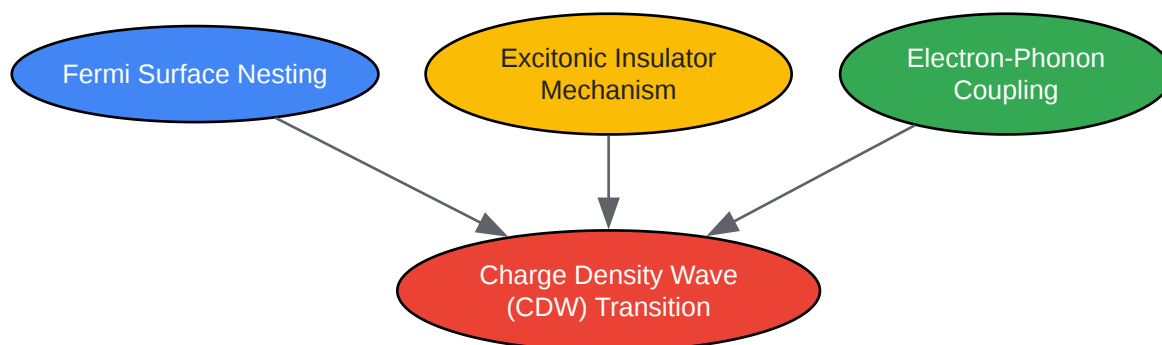 Fermi Surface Nesting
Excitonic Insulator
Mechanism
Electron-Phonon
Coupling
Charge Density Wave
(CDW) Transition